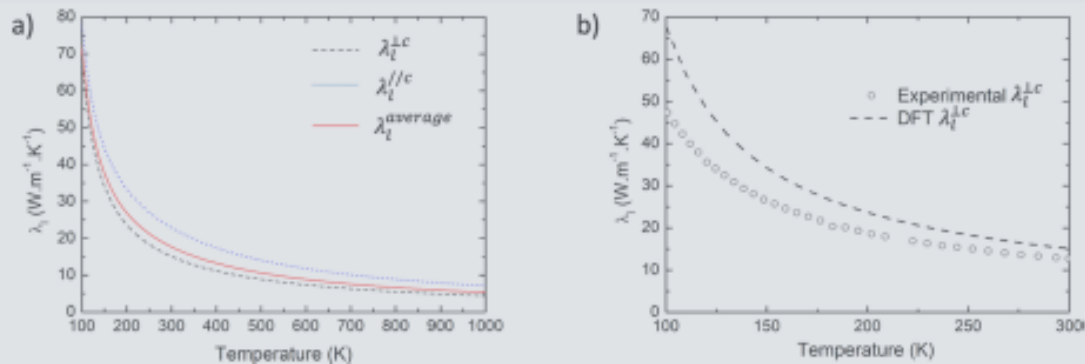 a)
80
70
60
50
40
30
20
10
0
λₗ (W.m⁻¹.K⁻¹)
λₗ^⊥c
λₗ^//c
λₗ^average
100 200 300 400 500 600 700 800 900 1000
Temperature (K)
b)
70
60
50
40
30
20
10
0
λₗ (W.m⁻¹.K⁻¹)
Experimental λₗ^⊥c
DFT λₗ^⊥c
100 150 200 250 300
Temperature (K)